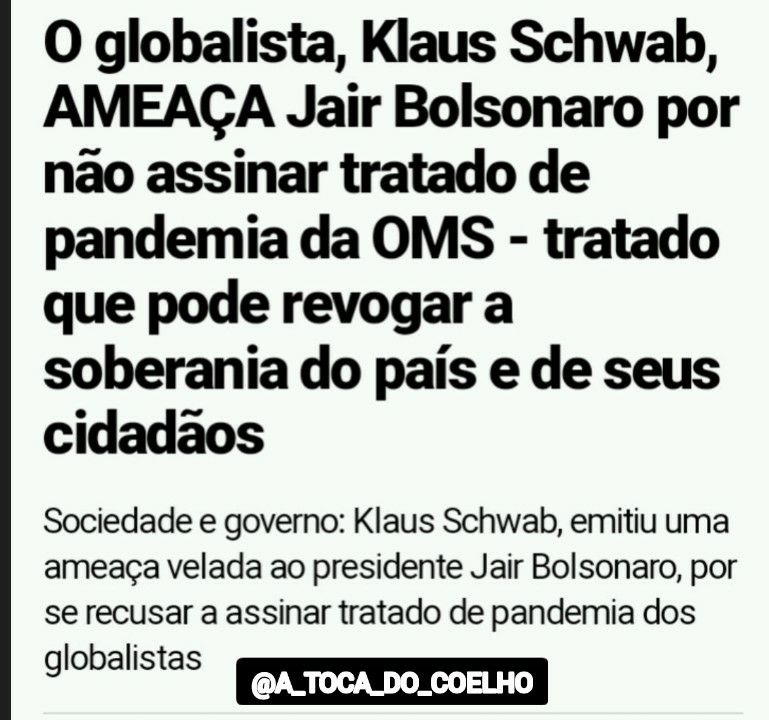 O globalista, Klaus Schwab,
AMEAÇA Jair Bolsonaro por
não assinar tratado de
pandemia da OMS - tratado
que pode revogar a
soberania do país e de seus
cidadãos
Sociedade e governo: Klaus Schwab, emitiu uma
ameaça velada ao presidente Jair Bolsonaro, por
se recusar a assinar tratado de pandemia dos
globalistas
@A_TOCA_DO_COELHO